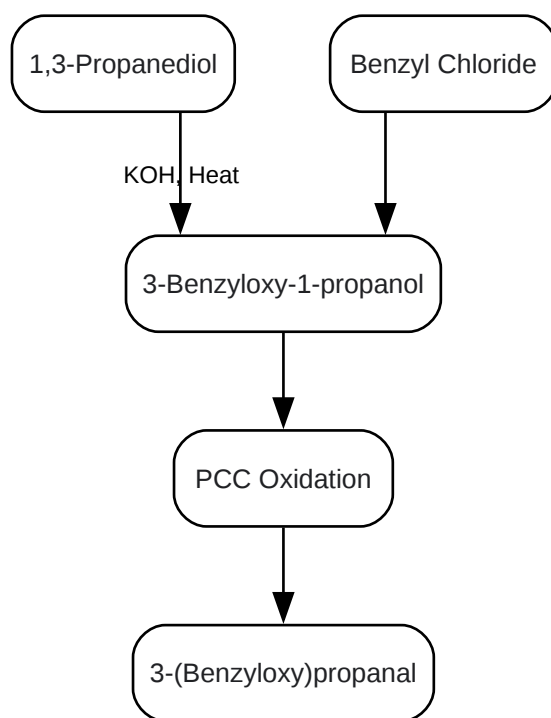 1,3-Propanediol
Benzyl Chloride
KOH, Heat
3-Benzyloxy-1-propanol
PCC Oxidation
3-(Benzyloxy)propanal